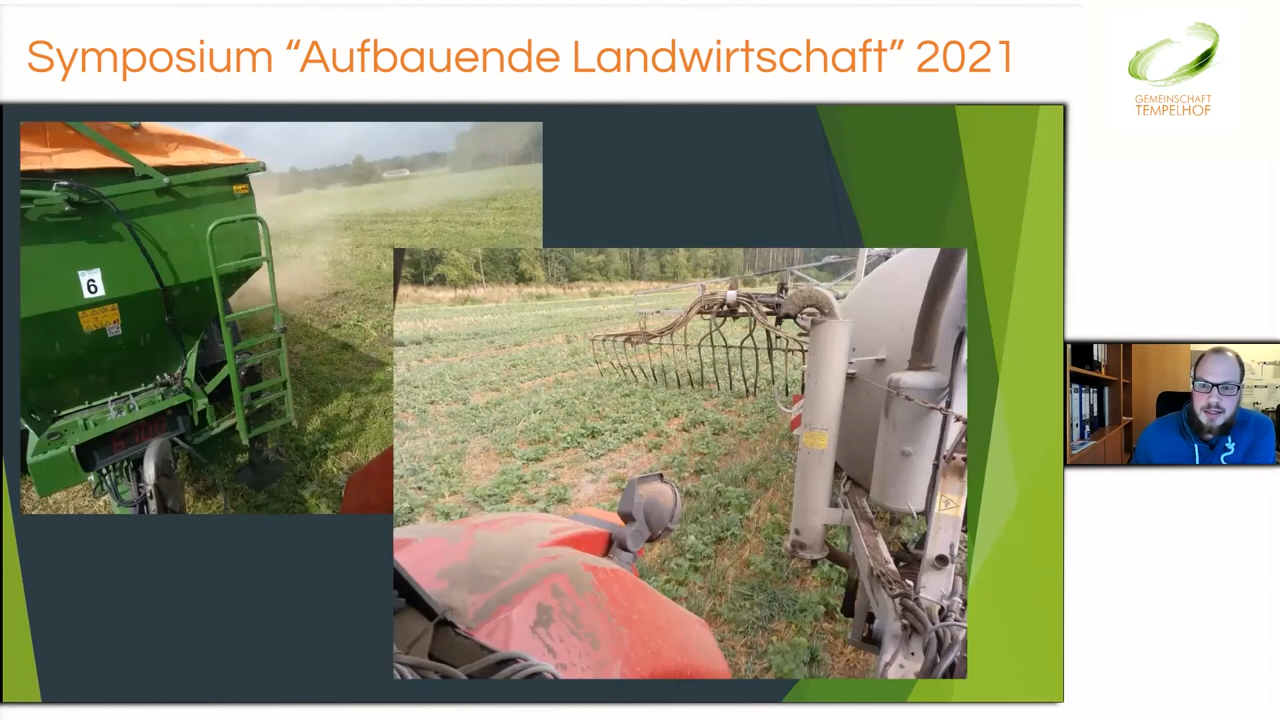 Symposium “Aufbauende Landwirtschaft” 2021
GEMEINSCHAFT
TEMPELHOF
6